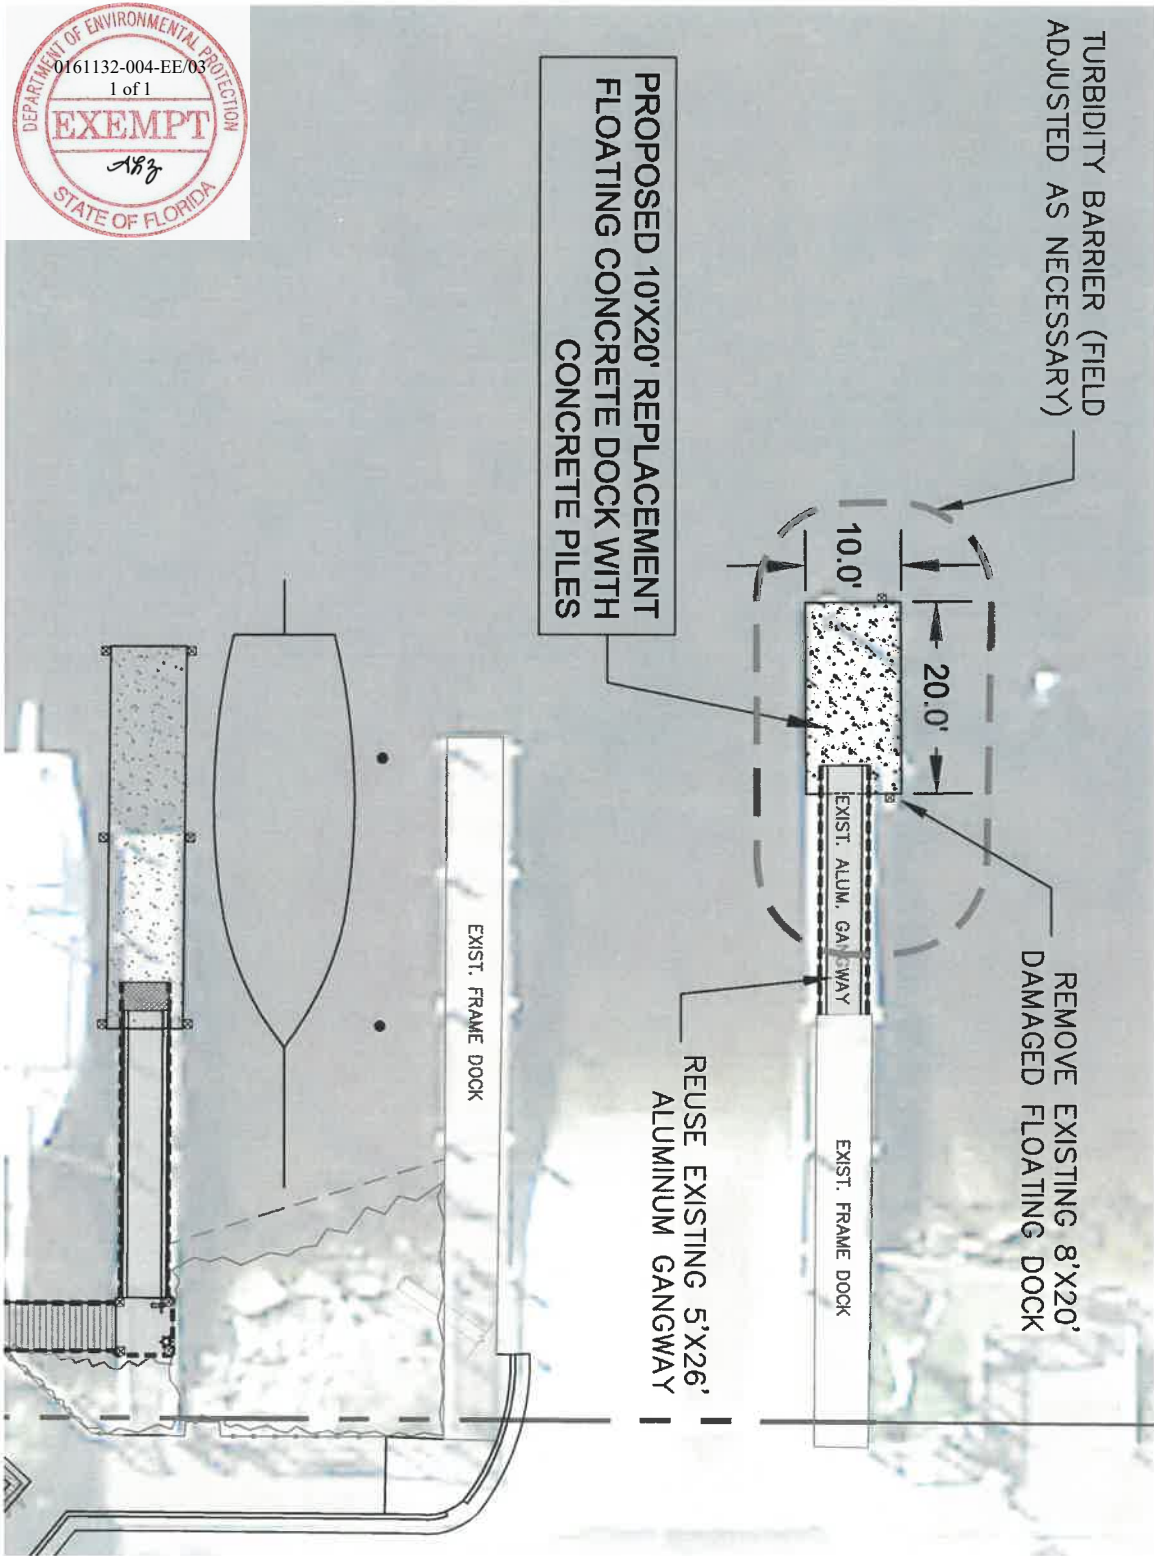 DEPARTMENT OF ENVIRONMENTAL PROTECTION
0161132-004-EE/03
1 of 1
EXEMPT
STATE OF FLORIDA
TURBIDITY BARRIER (FIELD
ADJUSTED AS NECESSARY)
PROPOSED 10'X20' REPLACEMENT
FLOATING CONCRETE DOCK WITH
CONCRETE PILES
10.0'
20.0'
EXIST. ALUM. GANGWAY
REMOVE EXISTING 8'X20'
DAMAGED FLOATING DOCK
REUSE EXISTING 5'X26'
ALUMINUM GANGWAY
EXIST. FRAME DOCK
EXIST. FRAME DOCK